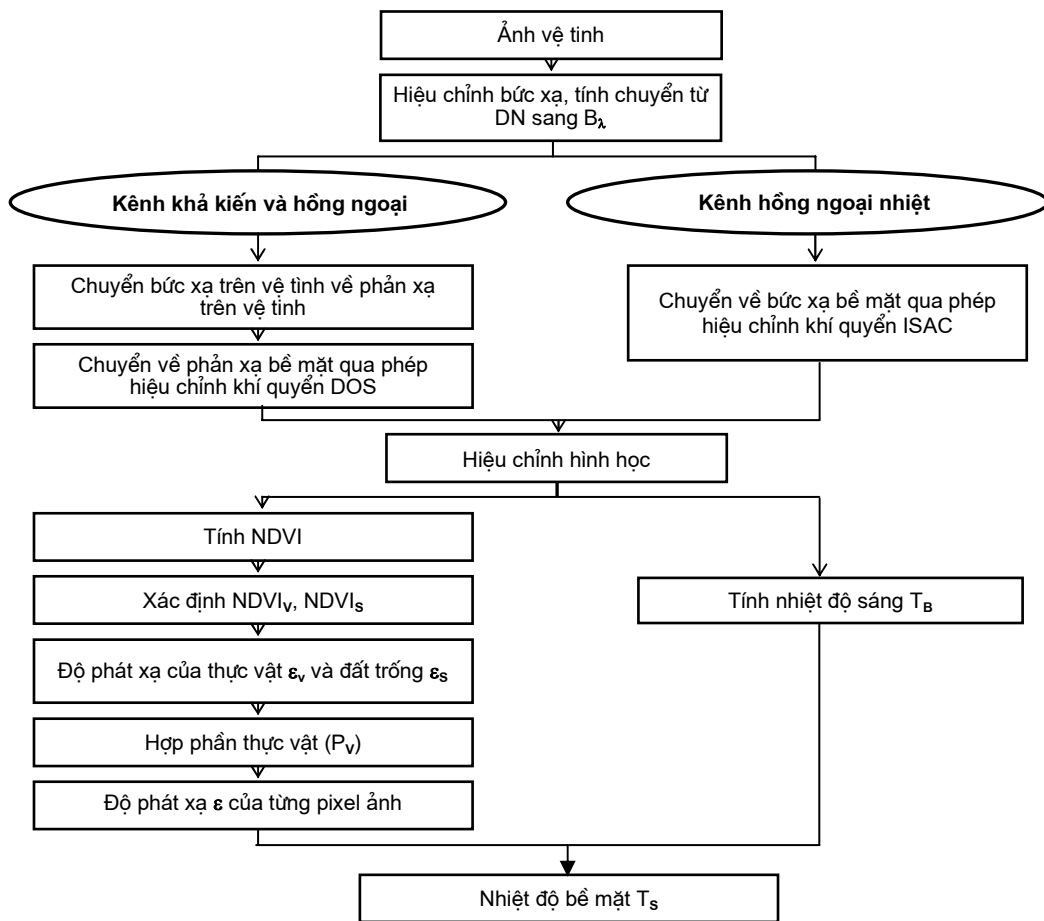 Ảnh vệ tinh
Hiệu chỉnh bức xạ, tính chuyển từ
DN sang Bλ
Kênh khả kiến và hồng ngoại
Kênh hồng ngoại nhiệt
Chuyển bức xạ trên vệ tình về phản xạ
trên vệ tinh
Chuyển về bức xạ bề mặt qua phép
hiệu chỉnh khí quyển ISAC
Chuyển về phản xạ bề mặt qua phép
hiệu chỉnh khí quyển DOS
Hiệu chỉnh hình học
Tính NDVI
Xác định NDVIV, NDVIS
Tính nhiệt độ sáng TB
Độ phát xạ của thực vật εv và đất trống εS
Hợp phần thực vật (PV)
Độ phát xạ ε của từng pixel ảnh
Nhiệt độ bề mặt TS